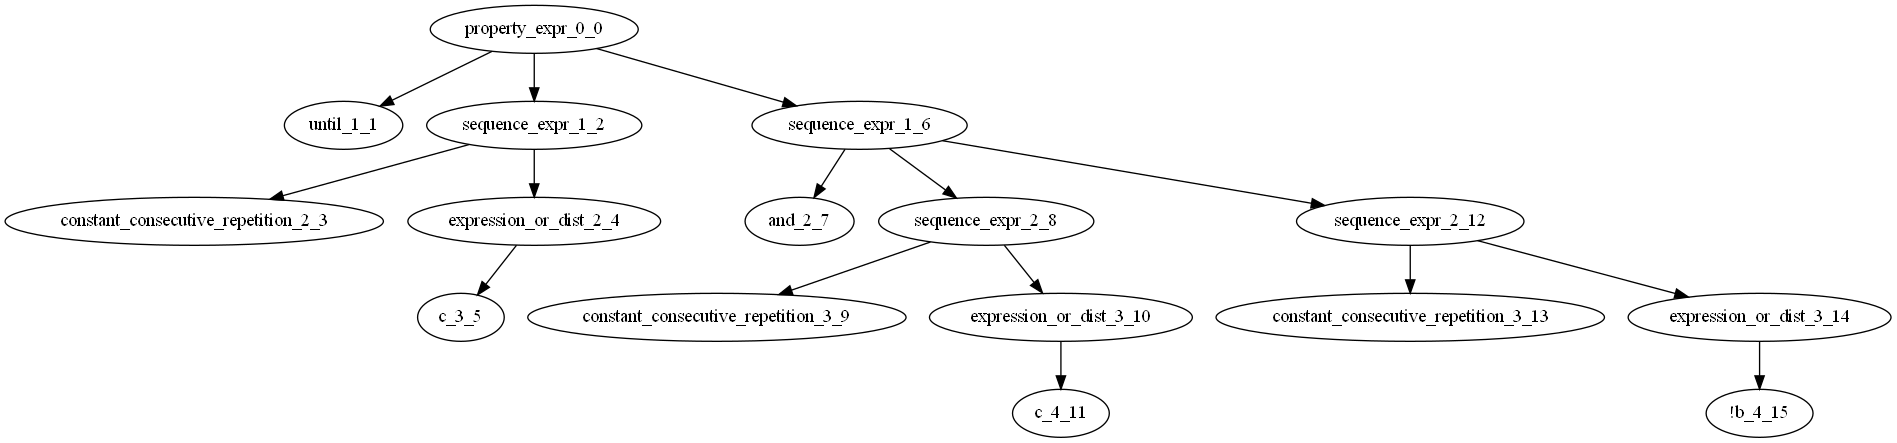 property_expr_0_0
until_1_1
sequence_expr_1_2
sequence_expr_1_6
constant_consecutive_repetition_2_3
expression_or_dist_2_4
and_2_7
sequence_expr_2_8
sequence_expr_2_12
c_3_5
constant_consecutive_repetition_3_9
expression_or_dist_3_10
constant_consecutive_repetition_3_13
expression_or_dist_3_14
c_4_11
!b_4_15